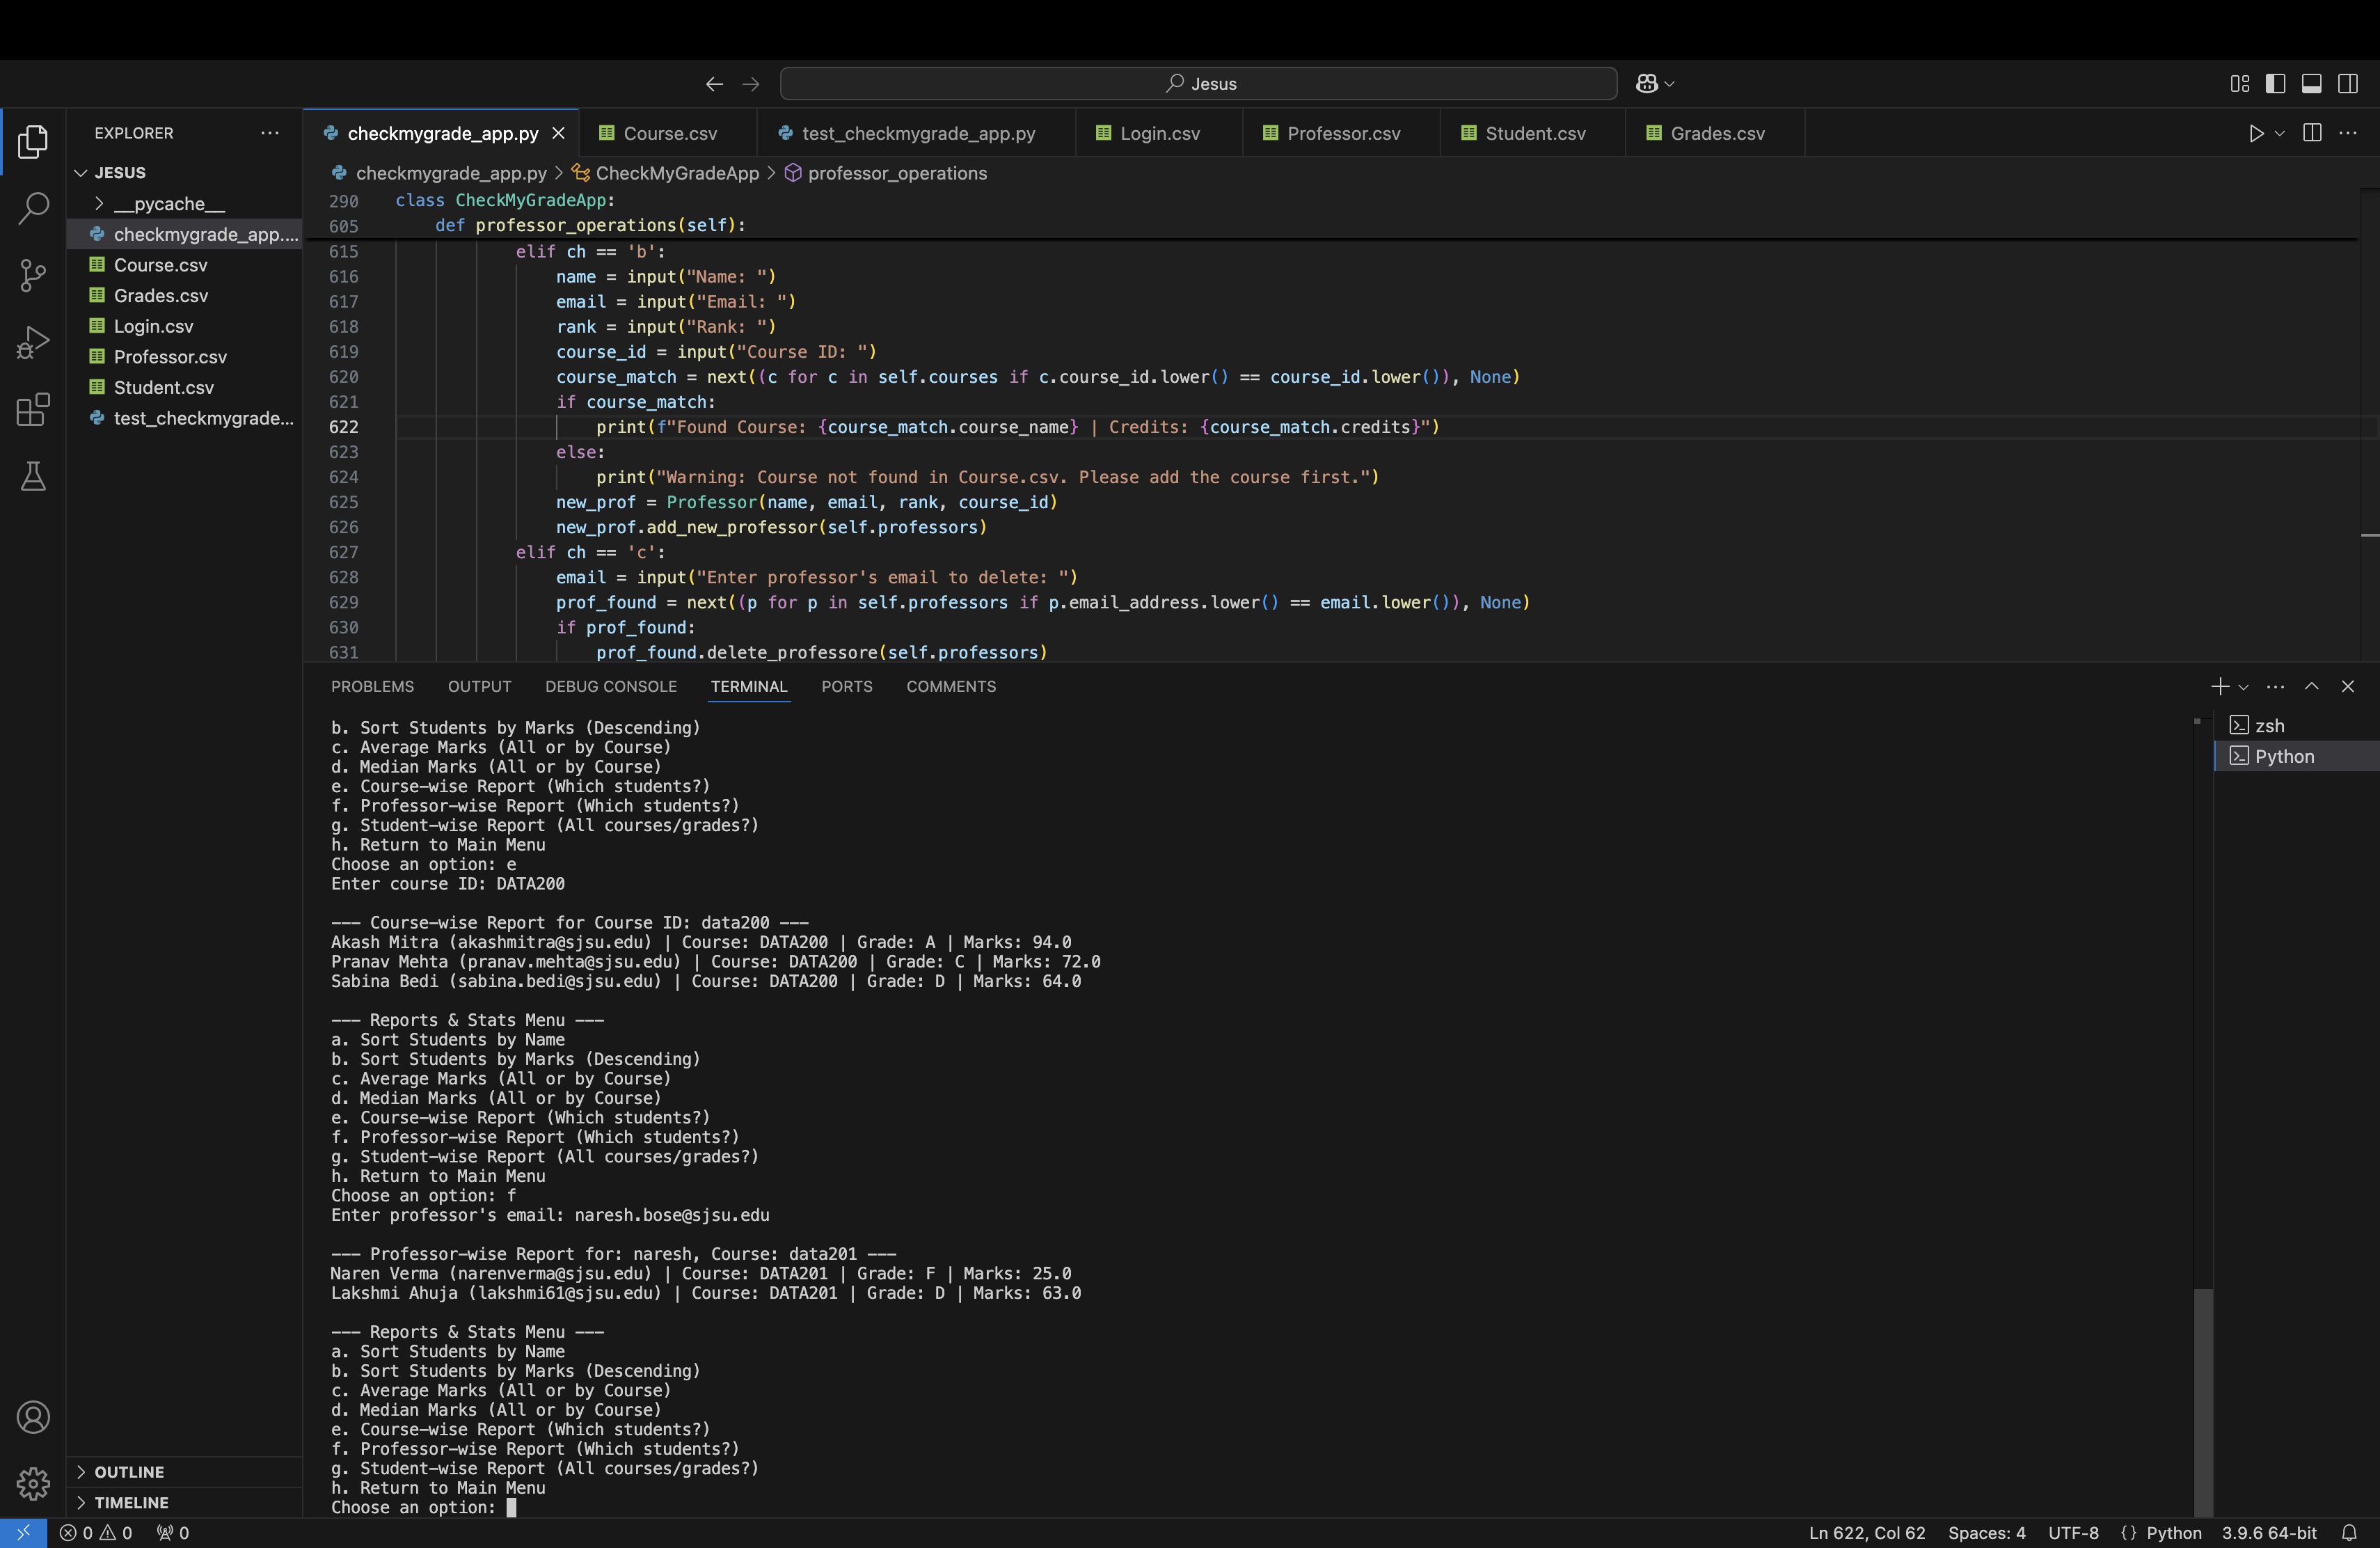 Jesus
EXPLORER
checkmygrade_app.py
Course.csv
test_checkmygrade_app.py
Login.csv
Professor.csv
Student.csv
Grades.csv
JESUS
__pycache__
checkmygrade_app....
Course.csv
Grades.csv
Login.csv
Professor.csv
Student.csv
test_checkmygrade...
OUTLINE
TIMELINE
checkmygrade_app.py > CheckMyGradeApp > professor_operations
290 class CheckMyGradeApp:
605 def professor_operations(self):
615 elif ch == 'b':
616 name = input("Name: ")
617 email = input("Email: ")
618 rank = input("Rank: ")
619 course_id = input("Course ID: ")
620 course_match = next((c for c in self.courses if c.course_id.lower() == course_id.lower()), None)
621 if course_match:
622 print(f"Found Course: {course_match.course_name} | Credits: {course_match.credits}")
623 else:
624 print("Warning: Course not found in Course.csv. Please add the course first.")
625 new_prof = Professor(name, email, rank, course_id)
626 new_prof.add_new_professor(self.professors)
627 elif ch == 'c':
628 email = input("Enter professor's email to delete: ")
629 prof_found = next((p for p in self.professors if p.email_address.lower() == email.lower()), None)
630 if prof_found:
631 prof_found.delete_professore(self.professors)
PROBLEMS OUTPUT DEBUG CONSOLE TERMINAL PORTS COMMENTS
zsh
Python
b. Sort Students by Marks (Descending)
c. Average Marks (All or by Course)
d. Median Marks (All or by Course)
e. Course-wise Report (Which students?)
f. Professor-wise Report (Which students?)
g. Student-wise Report (All courses/grades?)
h. Return to Main Menu
Choose an option: e
Enter course ID: DATA200
--- Course-wise Report for Course ID: data200 ---
Akash Mitra (akashmitra@sjsu.edu) | Course: DATA200 | Grade: A | Marks: 94.0
Pranav Mehta (pranav.mehta@sjsu.edu) | Course: DATA200 | Grade: C | Marks: 72.0
Sabina Bedi (sabina.bedi@sjsu.edu) | Course: DATA200 | Grade: D | Marks: 64.0
--- Reports & Stats Menu ---
a. Sort Students by Name
b. Sort Students by Marks (Descending)
c. Average Marks (All or by Course)
d. Median Marks (All or by Course)
e. Course-wise Report (Which students?)
f. Professor-wise Report (Which students?)
g. Student-wise Report (All courses/grades?)
h. Return to Main Menu
Choose an option: f
Enter professor's email: naresh.bose@sjsu.edu
--- Professor-wise Report for: naresh, Course: data201 ---
Naren Verma (narenverma@sjsu.edu) | Course: DATA201 | Grade: F | Marks: 25.0
Lakshmi Ahuja (lakshmi61@sjsu.edu) | Course: DATA201 | Grade: D | Marks: 63.0
--- Reports & Stats Menu ---
a. Sort Students by Name
b. Sort Students by Marks (Descending)
c. Average Marks (All or by Course)
d. Median Marks (All or by Course)
e. Course-wise Report (Which students?)
f. Professor-wise Report (Which students?)
g. Student-wise Report (All courses/grades?)
h. Return to Main Menu
Choose an option:
0 0 0
Ln 622, Col 62 Spaces: 4 UTF-8 {} Python 3.9.6 64-bit